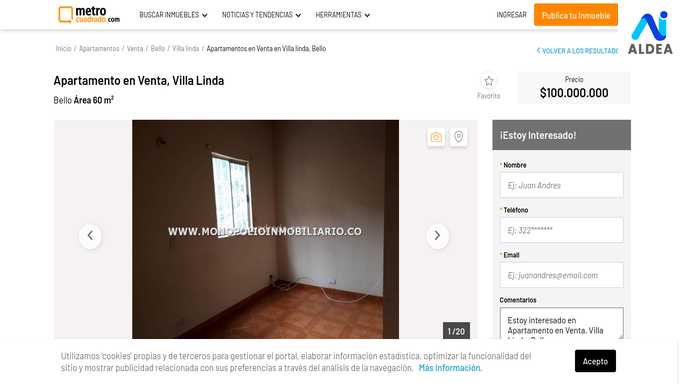 metro
cuadrado.com
BUSCAR INMUEBLES
NOTICIAS Y TENDENCIAS
HERRAMIENTAS
INGRESAR
Publica tu Inmueble
ALDEA
Inicio / Apartamentos / Venta / Bello / Villa linda / Apartamentos en Venta en Villa linda, Bello
VOLVER A LOS RESULTAD
Apartamento en Venta, Villa Linda
Bello Área 60 m²
Favorito
Precio
$100.000.000
WWW.MONOPOLIOINMOBILIARIO.CO
1 / 20
¡Estoy Interesado!
* Nombre
Ej: Juan Andres
* Teléfono
Ej: 322*******
* Email
Ej: juanandres@email.com
Comentarios
Estoy interesado en
Apartamento en Venta, Villa
Utilizamos 'cookies' propias y de terceros para gestionar el portal, elaborar información estadística, optimizar la funcionalidad del
sitio y mostrar publicidad relacionada con sus preferencias a través del análisis de la navegación. Más información.
Acepto